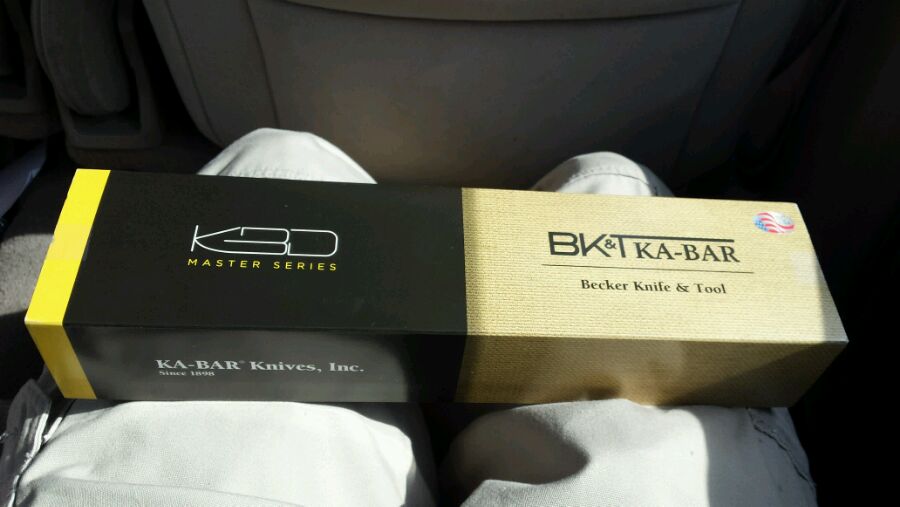 KBD
MASTER SERIES
BK&T KA-BAR
Becker Knife & Tool
KA-BAR® Knives, Inc.
Since 1898